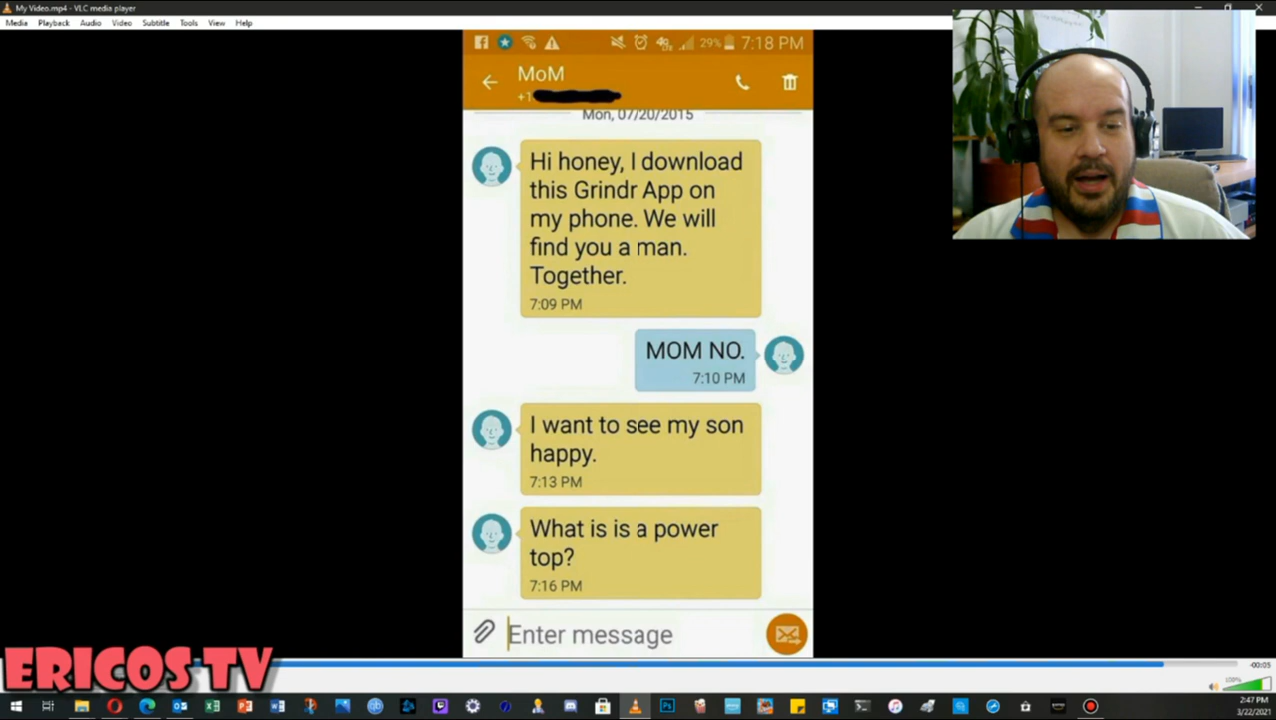 My Video.mp4 - VLC media player
Media Playback Audio Video Subtitle Tools View Help
29% 7:18 PM
MoM
+1
Mon, 07/20/2015
Hi honey, I download
this Grindr App on
my phone. We will
find you a man.
Together.
7:09 PM
MOM NO.
7:10 PM
I want to see my son
happy.
7:13 PM
What is is a power
top?
7:16 PM
Enter message
ERICOS TV
-00:05
100%
2:47 PM
3/22/2021